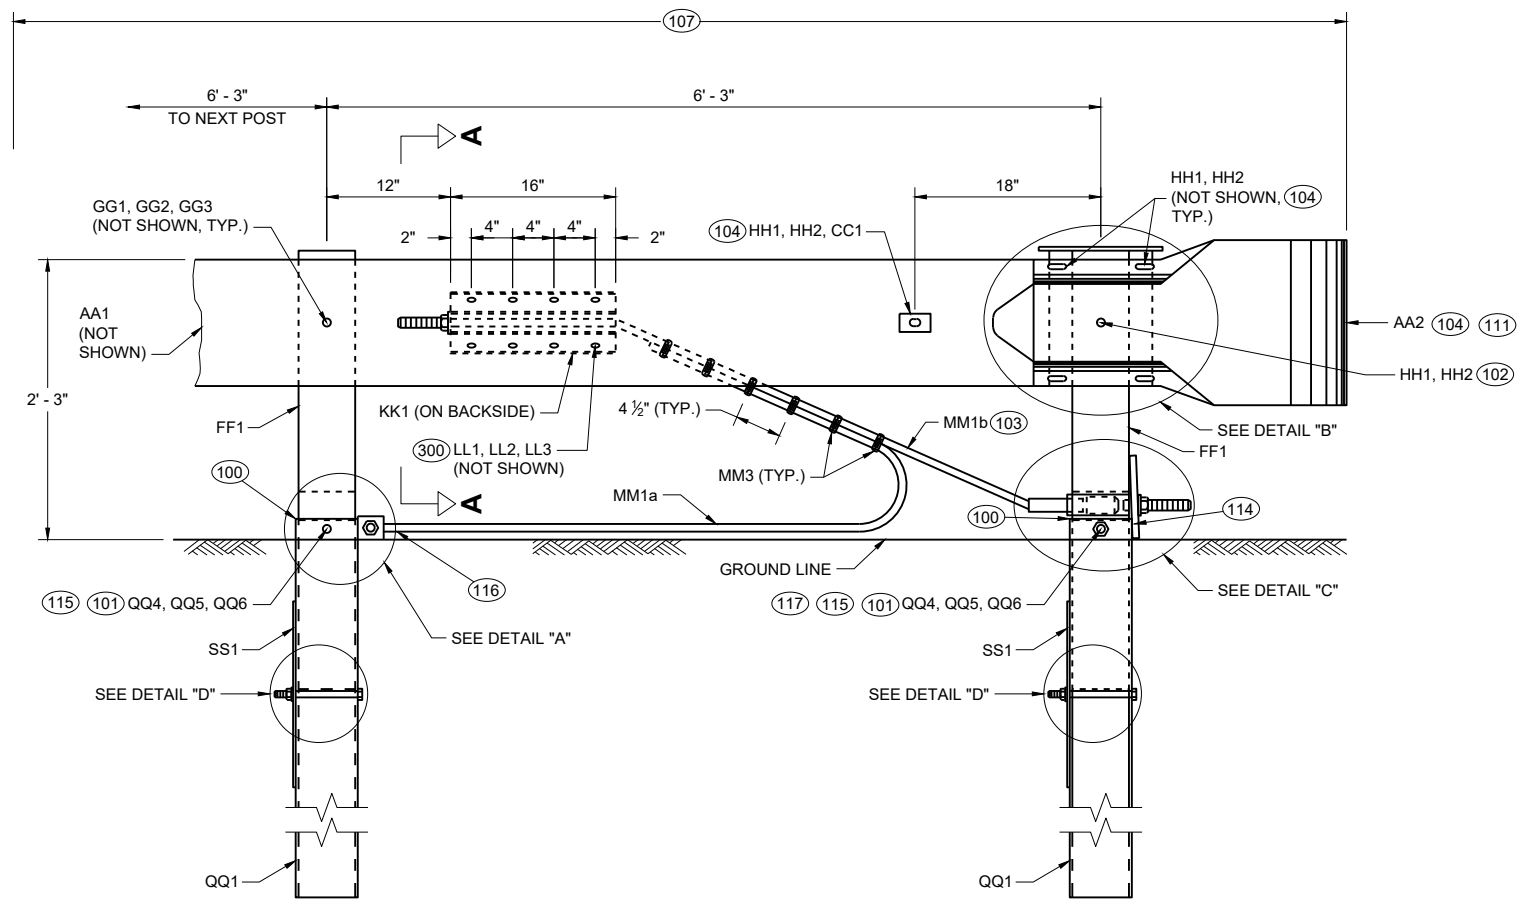 107
6' - 3"
TO NEXT POST
6' - 3"
A
12"
16"
18"
HH1, HH2
(NOT SHOWN, 104
TYP.)
GG1, GG2, GG3
(NOT SHOWN, TYP.)
2"
4"
4"
4"
2"
104 HH1, HH2, CC1
AA1
(NOT
SHOWN)
AA2 104 111
HH1, HH2 102
2' - 3"
KK1 (ON BACKSIDE)
4 ½" (TYP.)
MM1b 103
SEE DETAIL "B"
FF1
300 LL1, LL2, LL3
(NOT SHOWN)
FF1
100
MM3 (TYP.)
A
MM1a
100
114
GROUND LINE
116
115 101 QQ4, QQ5, QQ6
117 115 101 QQ4, QQ5, QQ6
SEE DETAIL "C"
SEE DETAIL "A"
SS1
SS1
SEE DETAIL "D"
SEE DETAIL "D"
QQ1
QQ1